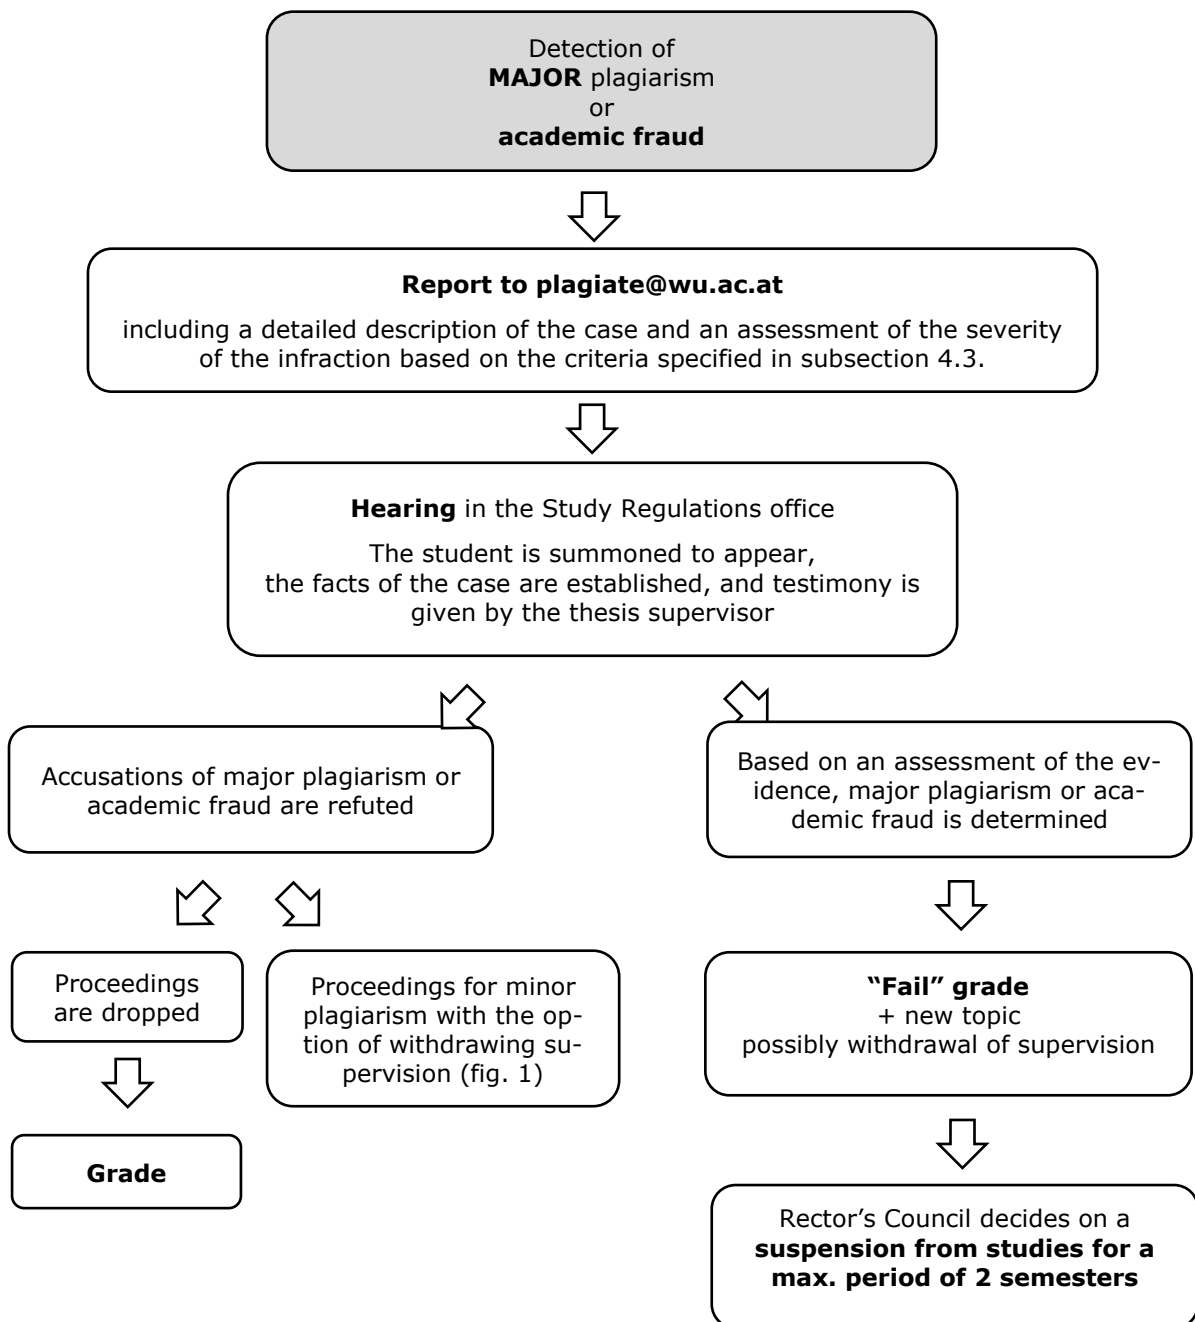 Detection of
MAJOR plagiarism
or
academic fraud
Report to plagiate@wu.ac.at
including a detailed description of the case and an assessment of the severity
of the infraction based on the criteria specified in subsection 4.3.
Hearing in the Study Regulations office
The student is summoned to appear,
the facts of the case are established, and testimony is
given by the thesis supervisor
Accusations of major plagiarism or
academic fraud are refuted
Based on an assessment of the ev-
idence, major plagiarism or aca-
demic fraud is determined
Proceedings
are dropped
Proceedings for minor
plagiarism with the op-
tion of withdrawing su-
pervision (fig. 1)
“Fail” grade
+ new topic
possibly withdrawal of supervision
Grade
Rector’s Council decides on a
suspension from studies for a
max. period of 2 semesters